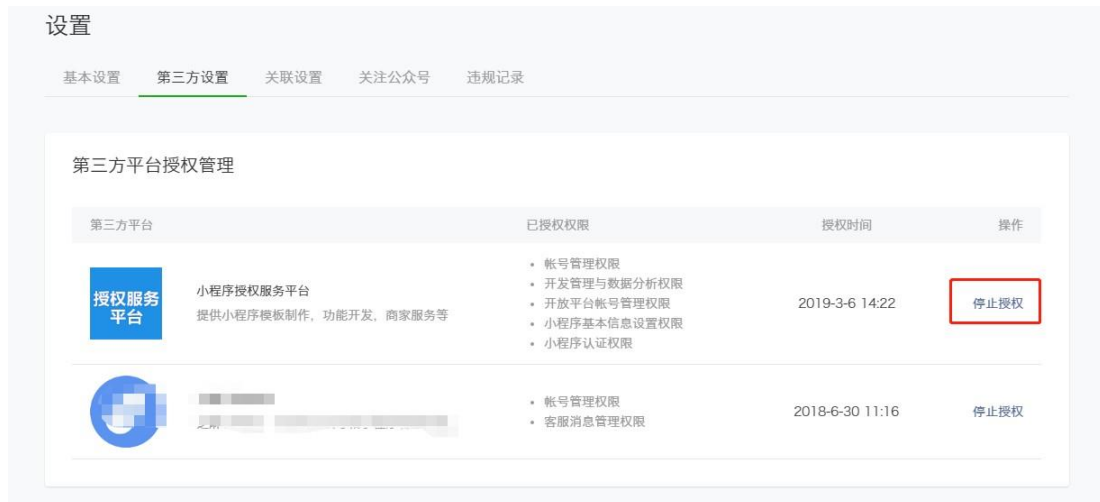 设置
基本设置 第三方设置 关联设置 关注公众号 违规记录
第三方平台授权管理
第三方平台 已授权权限 授权时间 操作
授权服务
平台
小程序授权服务平台
提供小程序模板制作，功能开发，商家服务等
• 帐号管理权限
• 开发管理与数据分析权限
• 开放平台帐号管理权限
• 小程序基本信息设置权限
• 小程序认证权限
2019-3-6 14:22
停止授权
• 帐号管理权限
• 客服消息管理权限
2018-6-30 11:16
停止授权